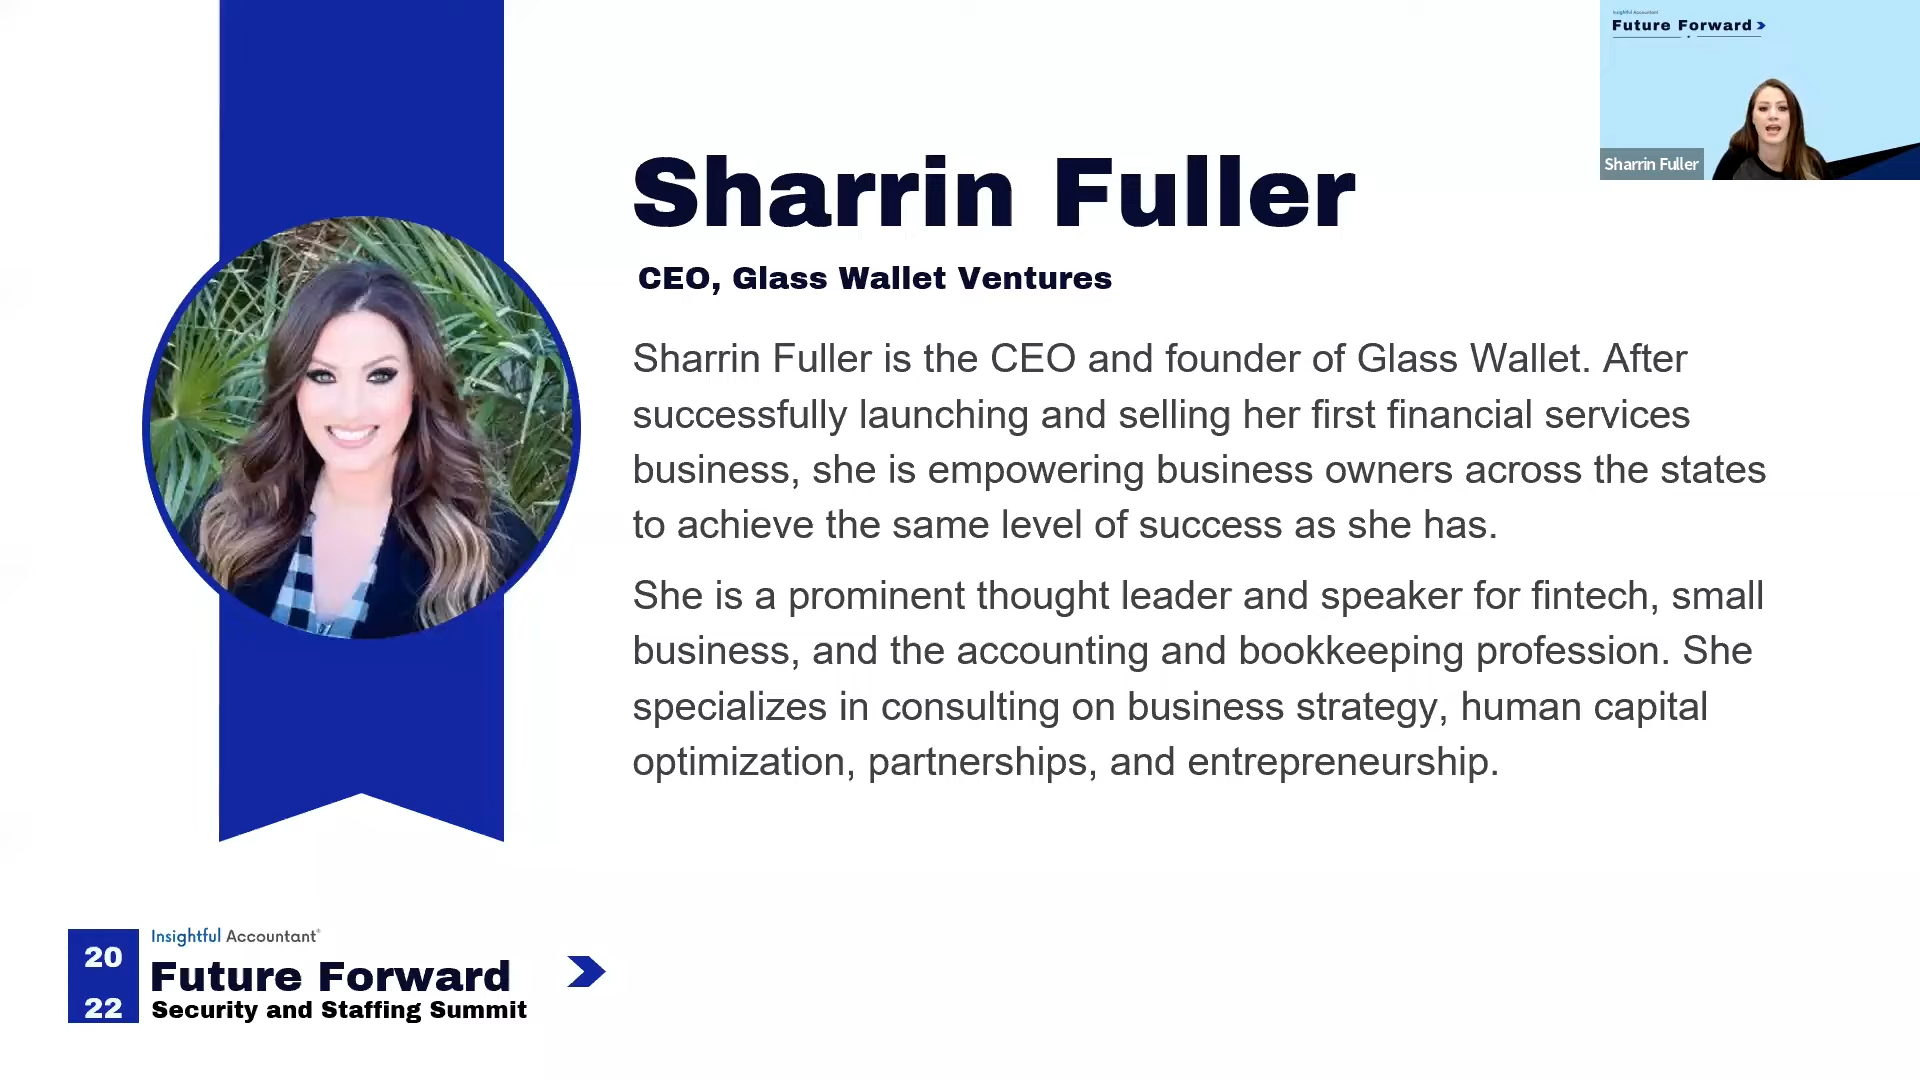 Insightful Accountant
Future Forward
Sharrin Fuller
Sharrin Fuller
CEO, Glass Wallet Ventures
Sharrin Fuller is the CEO and founder of Glass Wallet. After
successfully launching and selling her first financial services
business, she is empowering business owners across the states
to achieve the same level of success as she has.
She is a prominent thought leader and speaker for fintech, small
business, and the accounting and bookkeeping profession. She
specializes in consulting on business strategy, human capital
optimization, partnerships, and entrepreneurship.
20
22
Insightful Accountant®
Future Forward
Security and Staffing Summit